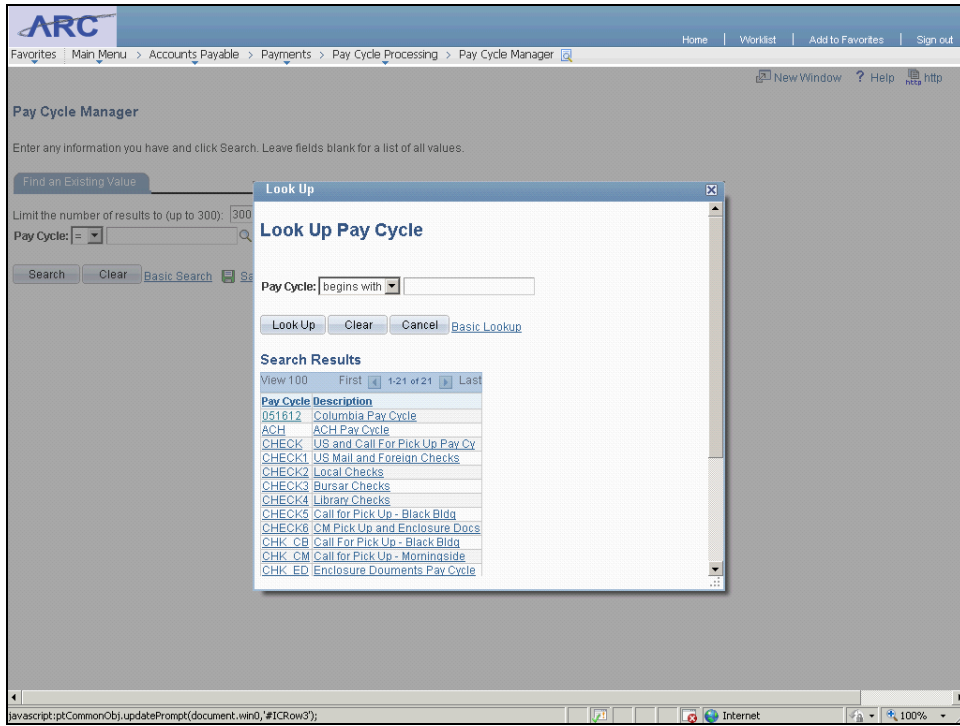 ARC
Home | Worklist | Add to Favorites | Sign out
Favorites Main Menu > Accounts Payable > Payments > Pay Cycle Processing > Pay Cycle Manager
New Window ? Help http
Pay Cycle Manager
Enter any information you have and click Search. Leave fields blank for a list of all values.
Find an Existing Value
Limit the number of results to (up to 300): 300
Pay Cycle: =
Search Clear Basic Search
Look Up
Look Up Pay Cycle
Pay Cycle: begins with
Look Up Clear Cancel Basic Lookup
Search Results
View 100 First 1-21 of 21 Last
Pay Cycle Description
051612 Columbia Pay Cycle
ACH ACH Pay Cycle
CHECK US and Call For Pick Up Pay Cy
CHECK1 US Mail and Foreign Checks
CHECK2 Local Checks
CHECK3 Bursar Checks
CHECK4 Library Checks
CHECK5 Call for Pick Up - Black Bldg
CHECK6 CM Pick Up and Enclosure Docs
CHK_CB Call For Pick Up - Black Bldg
CHK_CM Call for Pick Up - Morningside
CHK_ED Enclosure Douments Pay Cycle
javascript:ptCommonObj.updatePrompt(document.win0,'#ICRow3'); Internet 100%